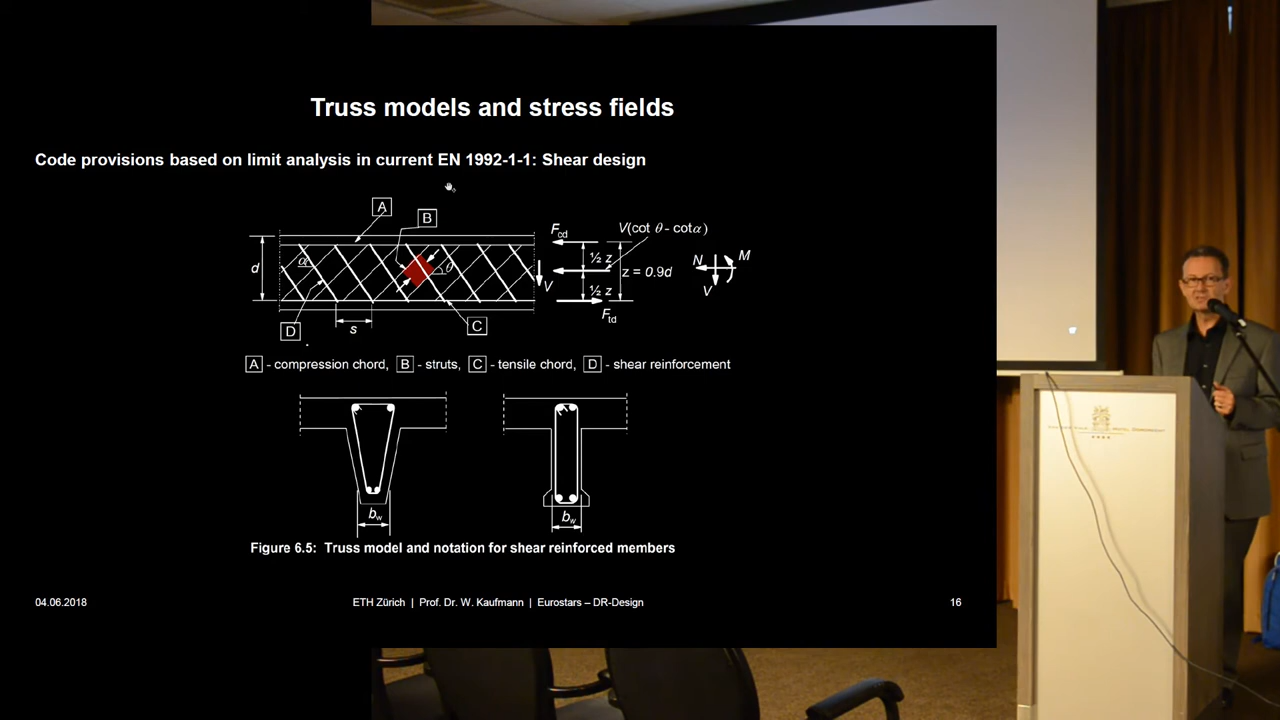 Truss models and stress fields
Code provisions based on limit analysis in current EN 1992-1-1: Shear design
A
B
F_cd
V(cot θ - cotα)
½ z
N
M
d
α
θ
V
z = 0.9d
½ z
V
F_td
D
s
C
A - compression chord, B - struts, C - tensile chord, D - shear reinforcement
b_w
b_w
Figure 6.5: Truss model and notation for shear reinforced members
04.06.2018
ETH Zürich | Prof. Dr. W. Kaufmann | Eurostars – DR-Design
16